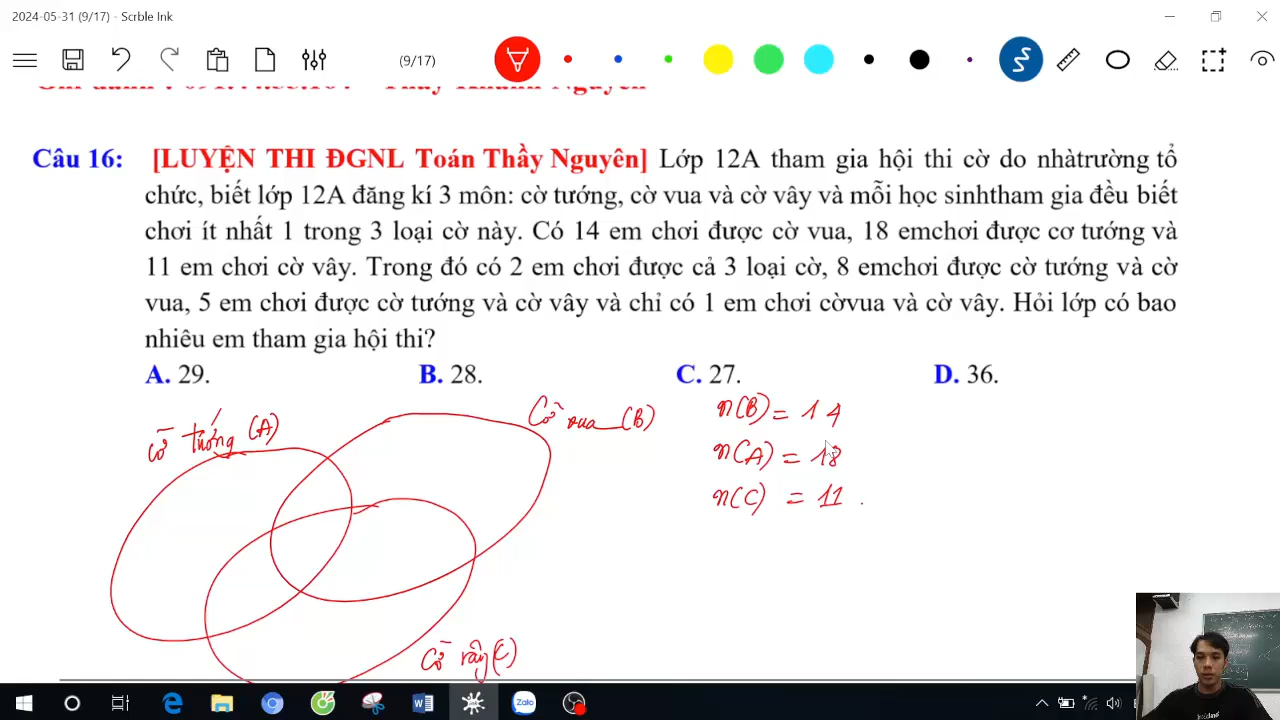 2024-05-31 (9/17) - Scrble Ink
(9/17)
Câu 16: [LUYỆN THI ĐGNL Toán Thầy Nguyên] Lớp 12A tham gia hội thi cờ do nhàtrường tổ
chức, biết lớp 12A đăng kí 3 môn: cờ tướng, cờ vua và cờ vây và mỗi học sinhtham gia đều biết
chơi ít nhất 1 trong 3 loại cờ này. Có 14 em chơi được cờ vua, 18 emchơi được cơ tướng và
11 em chơi cờ vây. Trong đó có 2 em chơi được cả 3 loại cờ, 8 emchơi được cờ tướng và cờ
vua, 5 em chơi được cờ tướng và cờ vây và chỉ có 1 em chơi cờvua và cờ vây. Hỏi lớp có bao
nhiêu em tham gia hội thi?
A. 29. B. 28. C. 27. D. 36.
cờ tướng (A)
Cờ vua (B)
n(B) = 14
n(A) = 18
n(C) = 11
Cờ vây (C)
Zalo